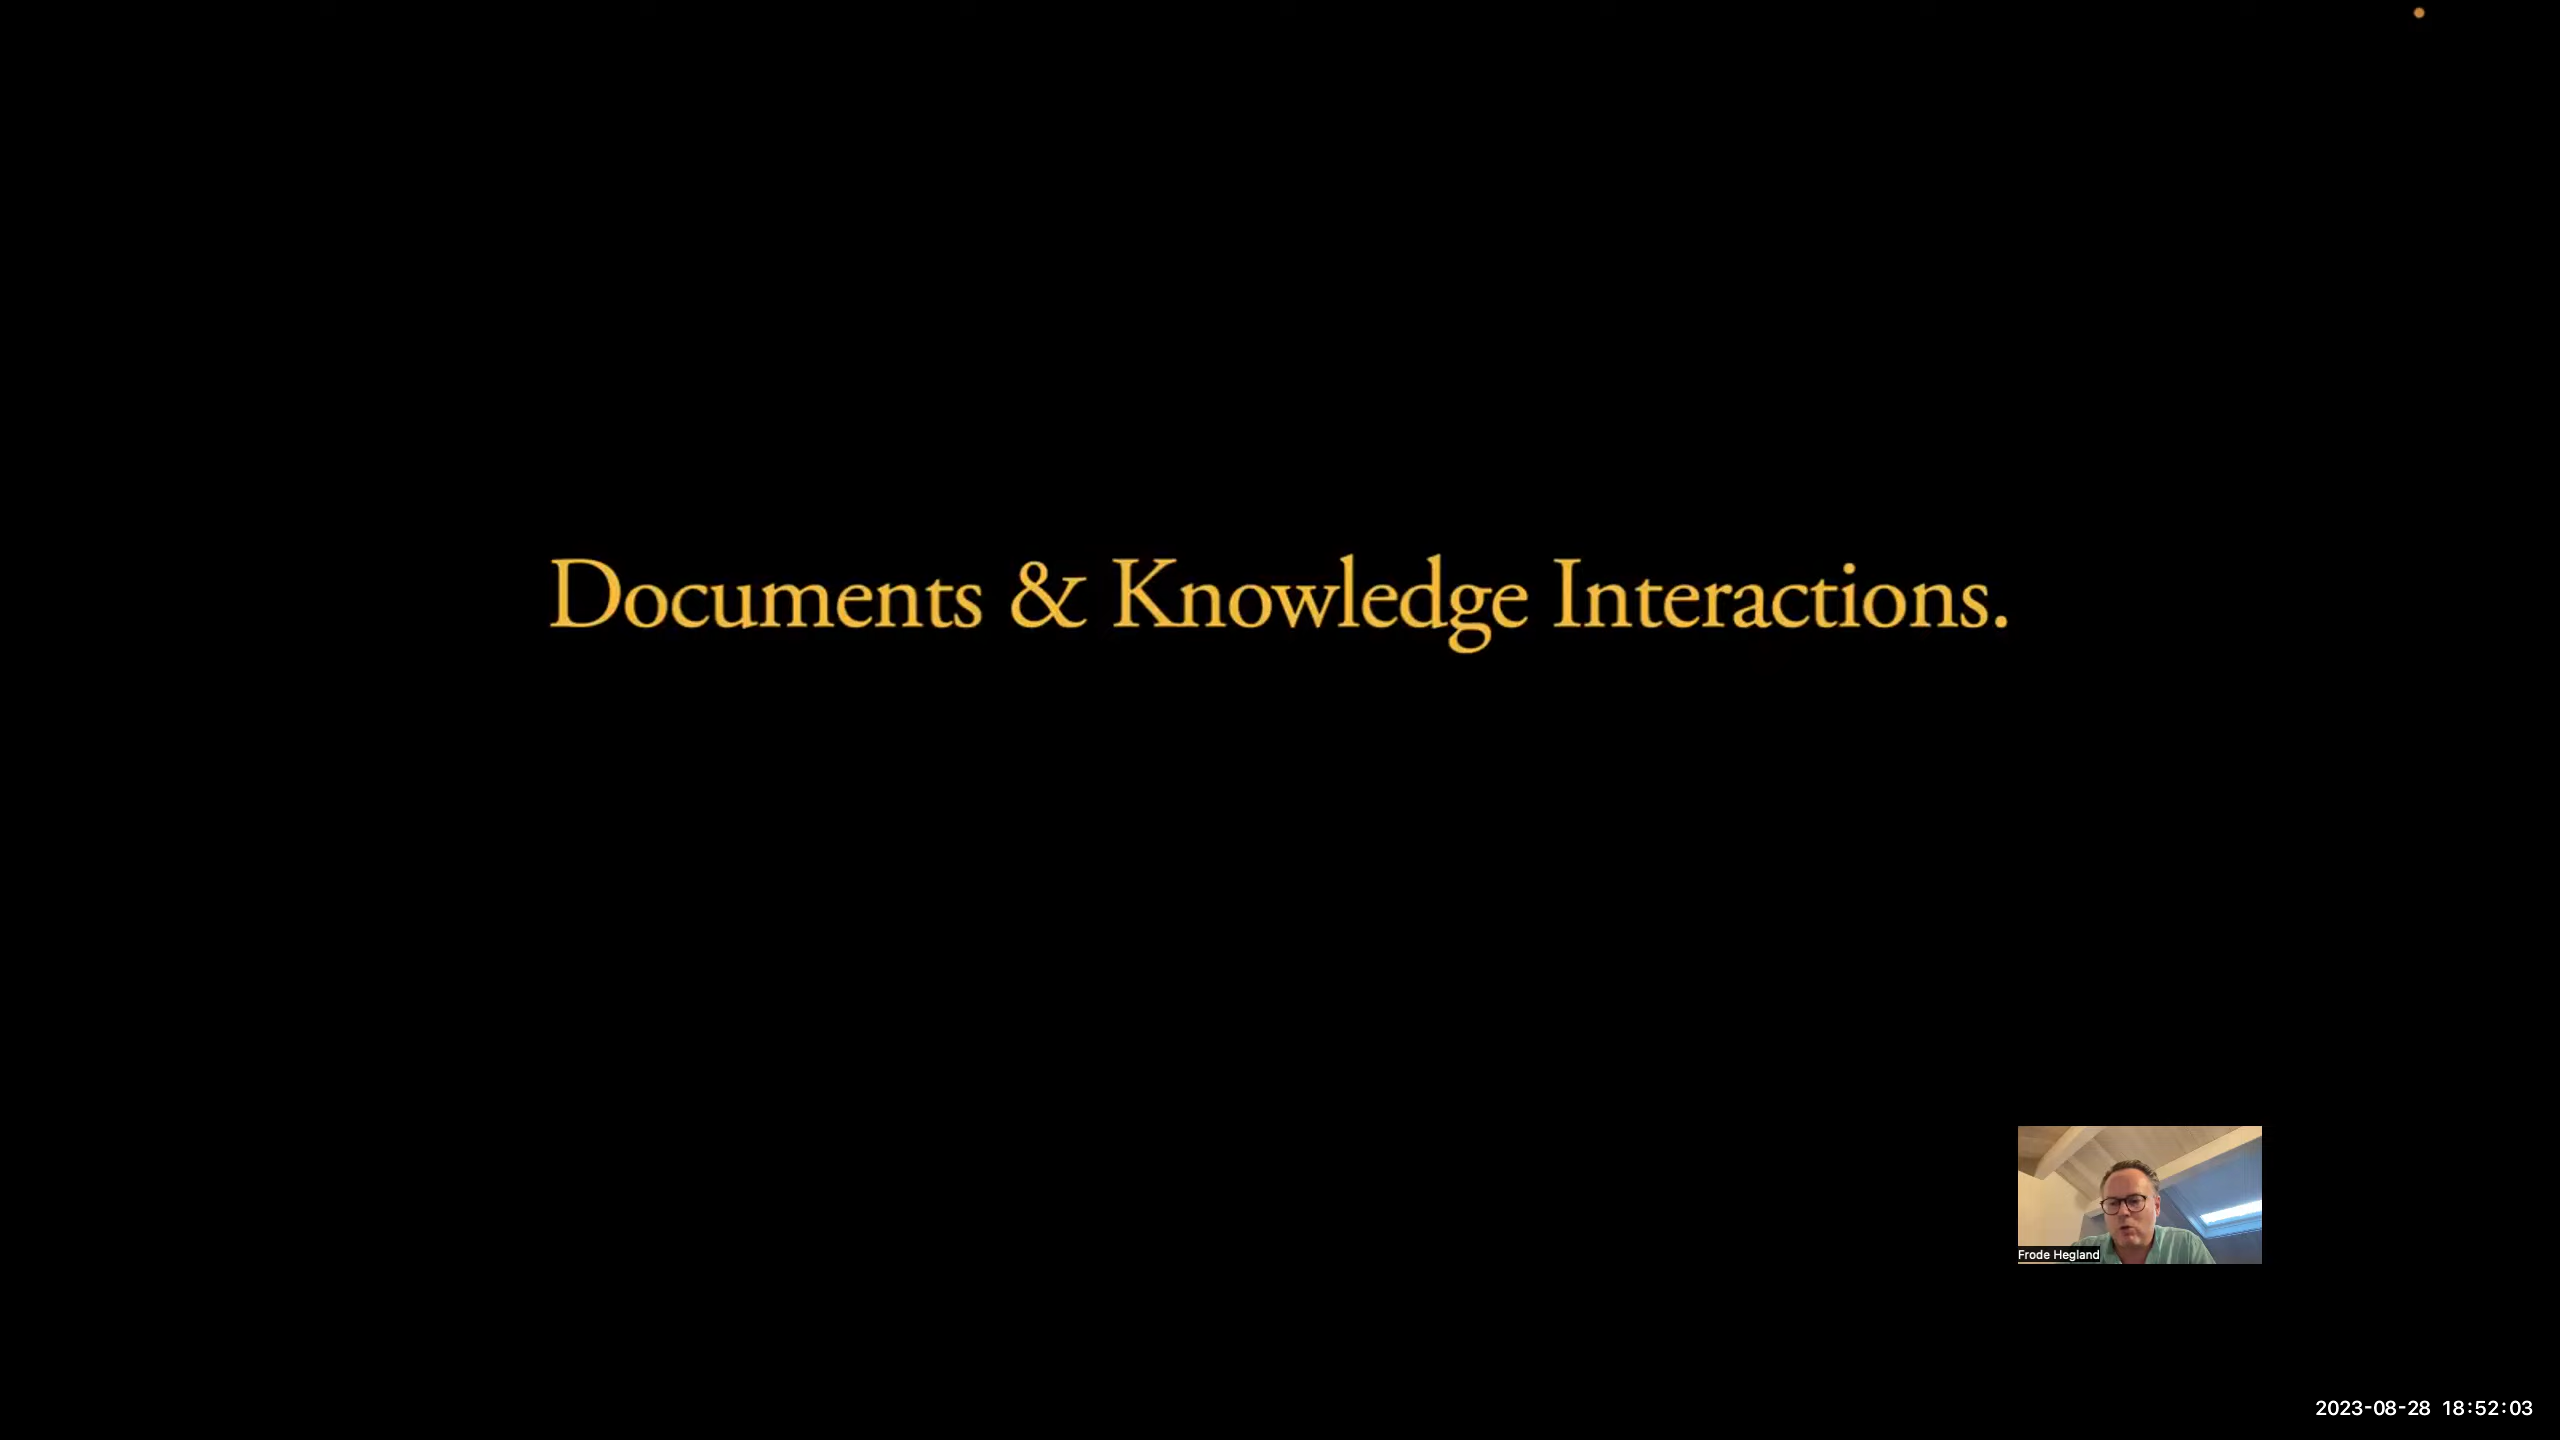 Documents & Knowledge Interactions.
Frode Hegland
2023-08-28 18:52:03